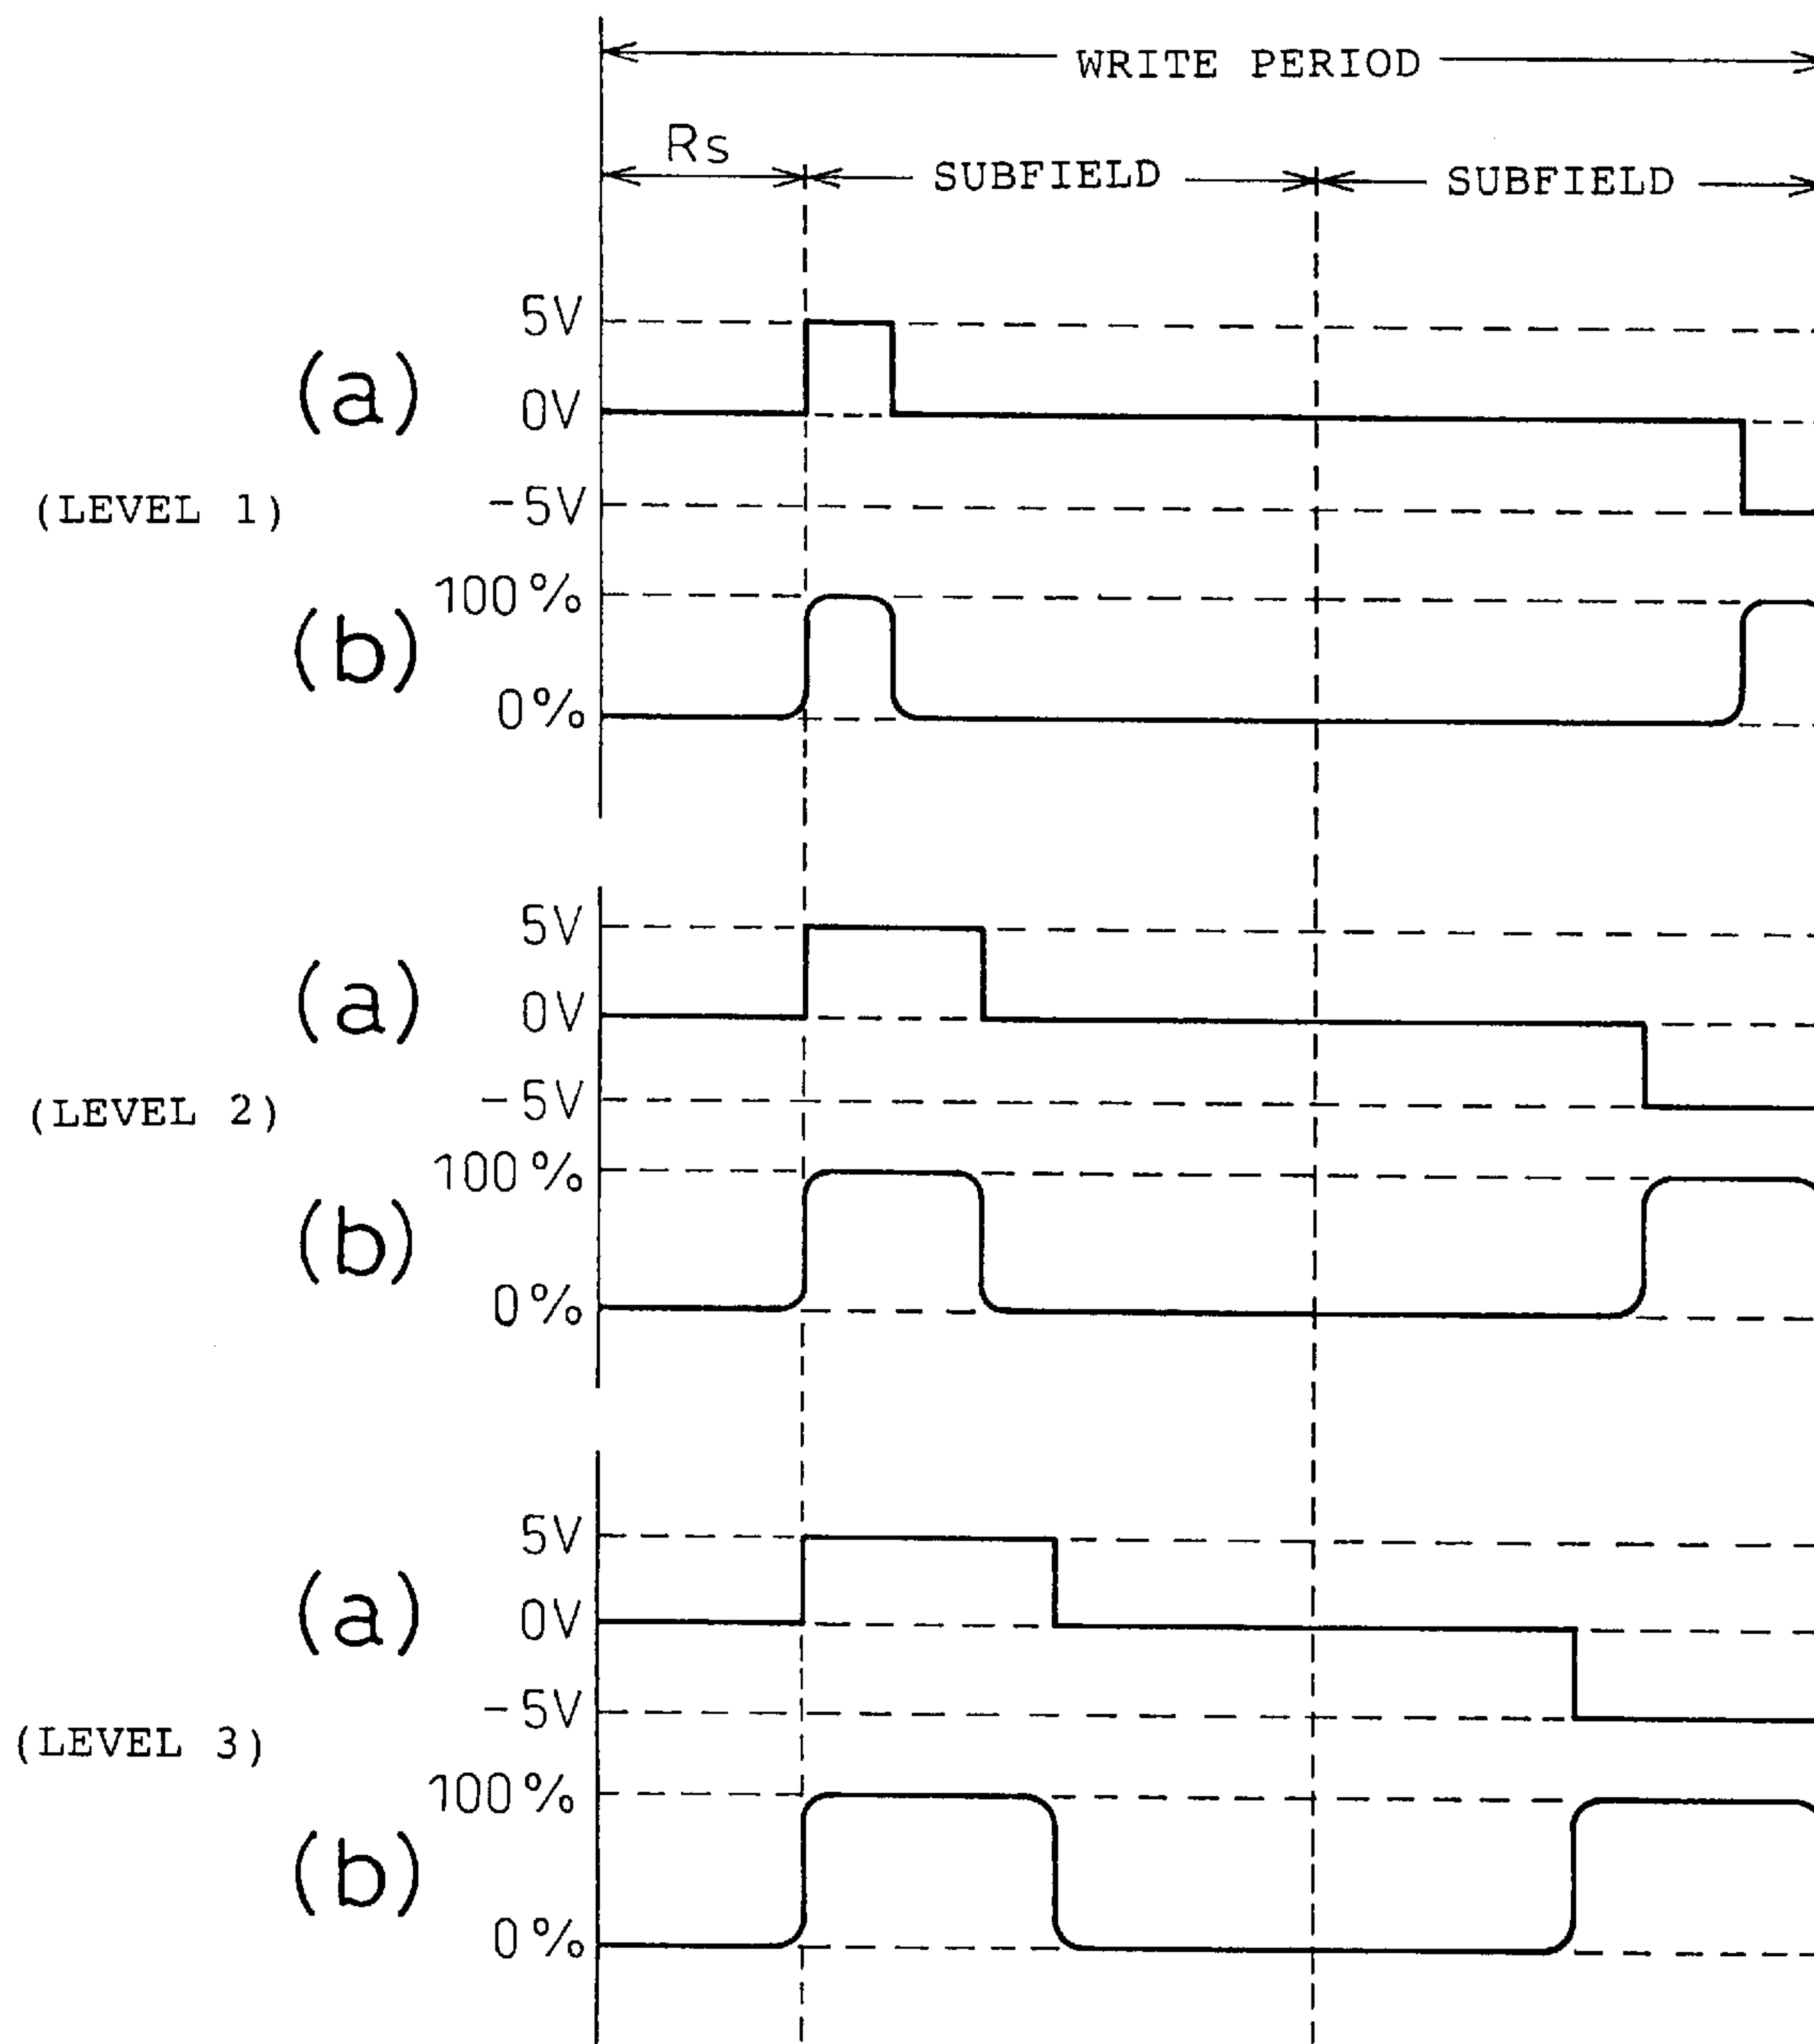 WRITE PERIOD
Rs
SUBFIELD SUBFIELD
5V
(a) 0V
(LEVEL 1) -5V
100%
(b)
0%
5V
(a) 0V
(LEVEL 2) -5V
100%
(b)
0%
5V
(a) 0V
-5V
(LEVEL 3)
100%
(b)
0%